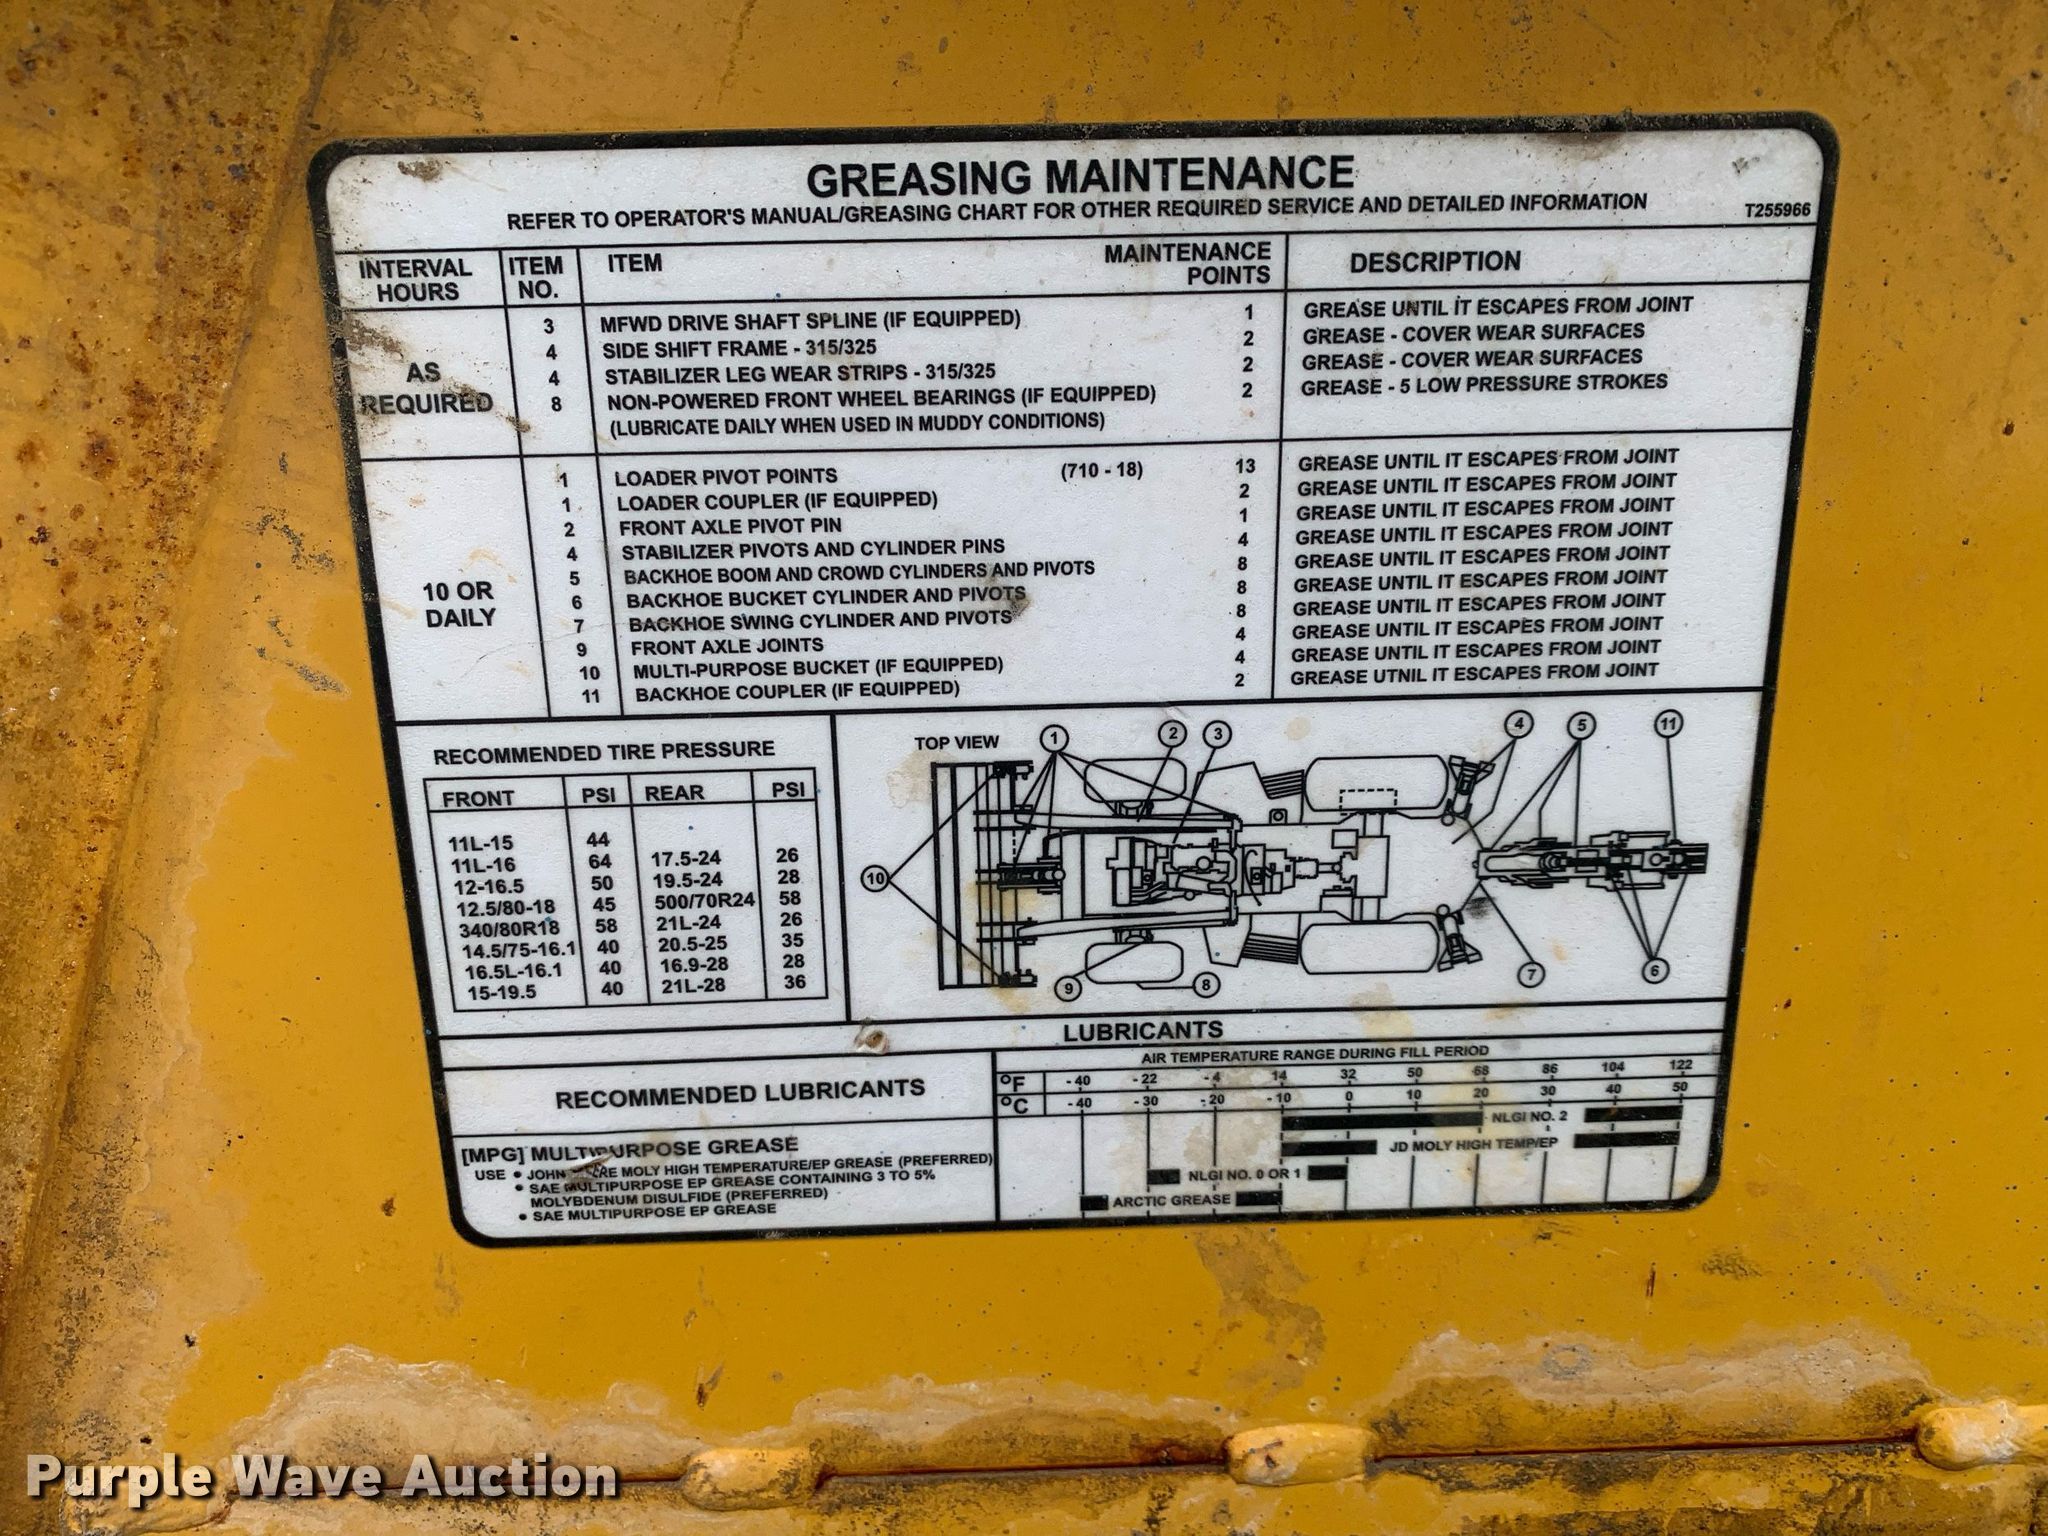 GREASING MAINTENANCE
REFER TO OPERATOR'S MANUAL/GREASING CHART FOR OTHER REQUIRED SERVICE AND DETAILED INFORMATION T255966
INTERVAL HOURS ITEM NO. ITEM MAINTENANCE POINTS DESCRIPTION
AS REQUIRED
3 MFWD DRIVE SHAFT SPLINE (IF EQUIPPED) 1 GREASE UNTIL IT ESCAPES FROM JOINT
4 SIDE SHIFT FRAME - 315/325 2 GREASE - COVER WEAR SURFACES
4 STABILIZER LEG WEAR STRIPS - 315/325 2 GREASE - COVER WEAR SURFACES
8 NON-POWERED FRONT WHEEL BEARINGS (IF EQUIPPED) 2 GREASE - 5 LOW PRESSURE STROKES
(LUBRICATE DAILY WHEN USED IN MUDDY CONDITIONS)
10 OR DAILY
1 LOADER PIVOT POINTS (710 - 18) 13 GREASE UNTIL IT ESCAPES FROM JOINT
1 LOADER COUPLER (IF EQUIPPED) 2 GREASE UNTIL IT ESCAPES FROM JOINT
2 FRONT AXLE PIVOT PIN 1 GREASE UNTIL IT ESCAPES FROM JOINT
4 STABILIZER PIVOTS AND CYLINDER PINS 4 GREASE UNTIL IT ESCAPES FROM JOINT
5 BACKHOE BOOM AND CROWD CYLINDERS AND PIVOTS 8 GREASE UNTIL IT ESCAPES FROM JOINT
6 BACKHOE BUCKET CYLINDER AND PIVOTS 8 GREASE UNTIL IT ESCAPES FROM JOINT
7 BACKHOE SWING CYLINDER AND PIVOTS 8 GREASE UNTIL IT ESCAPES FROM JOINT
9 FRONT AXLE JOINTS 4 GREASE UNTIL IT ESCAPES FROM JOINT
10 MULTI-PURPOSE BUCKET (IF EQUIPPED) 4 GREASE UNTIL IT ESCAPES FROM JOINT
11 BACKHOE COUPLER (IF EQUIPPED) 2 GREASE UTNIL IT ESCAPES FROM JOINT
RECOMMENDED TIRE PRESSURE
FRONT PSI REAR PSI
11L-15 44
11L-16 64 17.5-24 26
12-16.5 50 19.5-24 28
12.5/80-18 45 500/70R24 58
340/80R18 58 21L-24 26
14.5/75-16.1 40 20.5-25 35
16.5L-16.1 40 16.9-28 28
15-19.5 40 21L-28 36
TOP VIEW 1 2 3 4 5 11
10
9 8 7 6
LUBRICANTS
RECOMMENDED LUBRICANTS
[MPG] MULTIPURPOSE GREASE
USE • JOHN DEERE MOLY HIGH TEMPERATURE/EP GREASE (PREFERRED)
• SAE MULTIPURPOSE EP GREASE CONTAINING 3 TO 5%
MOLYBDENUM DISULFIDE (PREFERRED)
• SAE MULTIPURPOSE EP GREASE
AIR TEMPERATURE RANGE DURING FILL PERIOD
°F -40 -22 -4 14 32 50 68 86 104 122
°C -40 -30 -20 -10 0 10 20 30 40 50
NLGI NO. 2
JD MOLY HIGH TEMP/EP
NLGI NO. 0 OR 1
ARCTIC GREASE
Purple Wave Auction